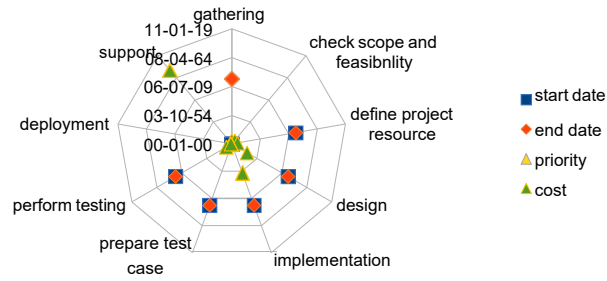 gathering
11-01-19
08-04-64
06-07-09
03-10-54
00-01-00
support
check scope and
feasibnlity
define project
resource
deployment
perform testing
design
prepare test
case
implementation
start date
end date
priority
cost